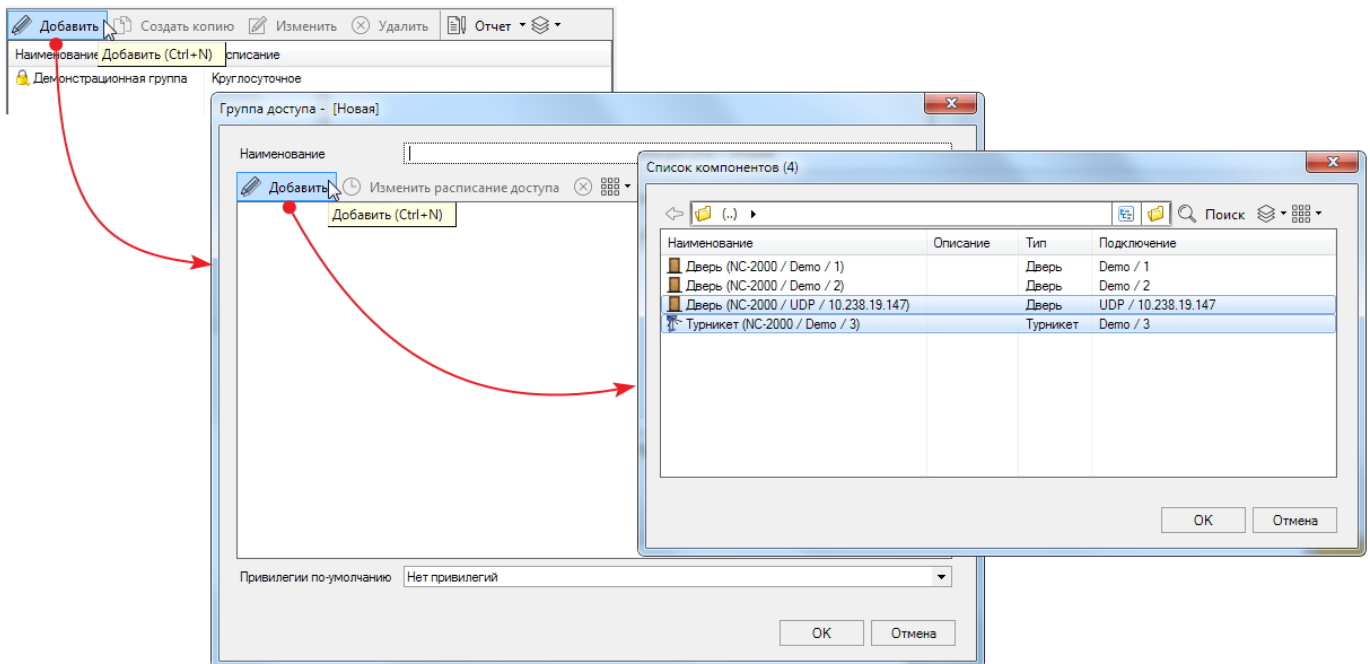 Добавить Создать копию Изменить Удалить Отчет
Наименование Добавить (Ctrl+N) списание
Демонстрационная группа Круглосуточное
Группа доступа - [Новая]
Наименование
Добавить Изменить расписание доступа
Добавить (Ctrl+N)
Привилегии по-умолчанию Нет привилегий
OK Отмена
Список компонентов (4)
(..) Поиск
Наименование Описание Тип Подключение
Дверь (NC-2000 / Demo / 1) Дверь Demo / 1
Дверь (NC-2000 / Demo / 2) Дверь Demo / 2
Дверь (NC-2000 / UDP / 10.238.19.147) Дверь UDP / 10.238.19.147
Турникет (NC-2000 / Demo / 3) Турникет Demo / 3
OK Отмена